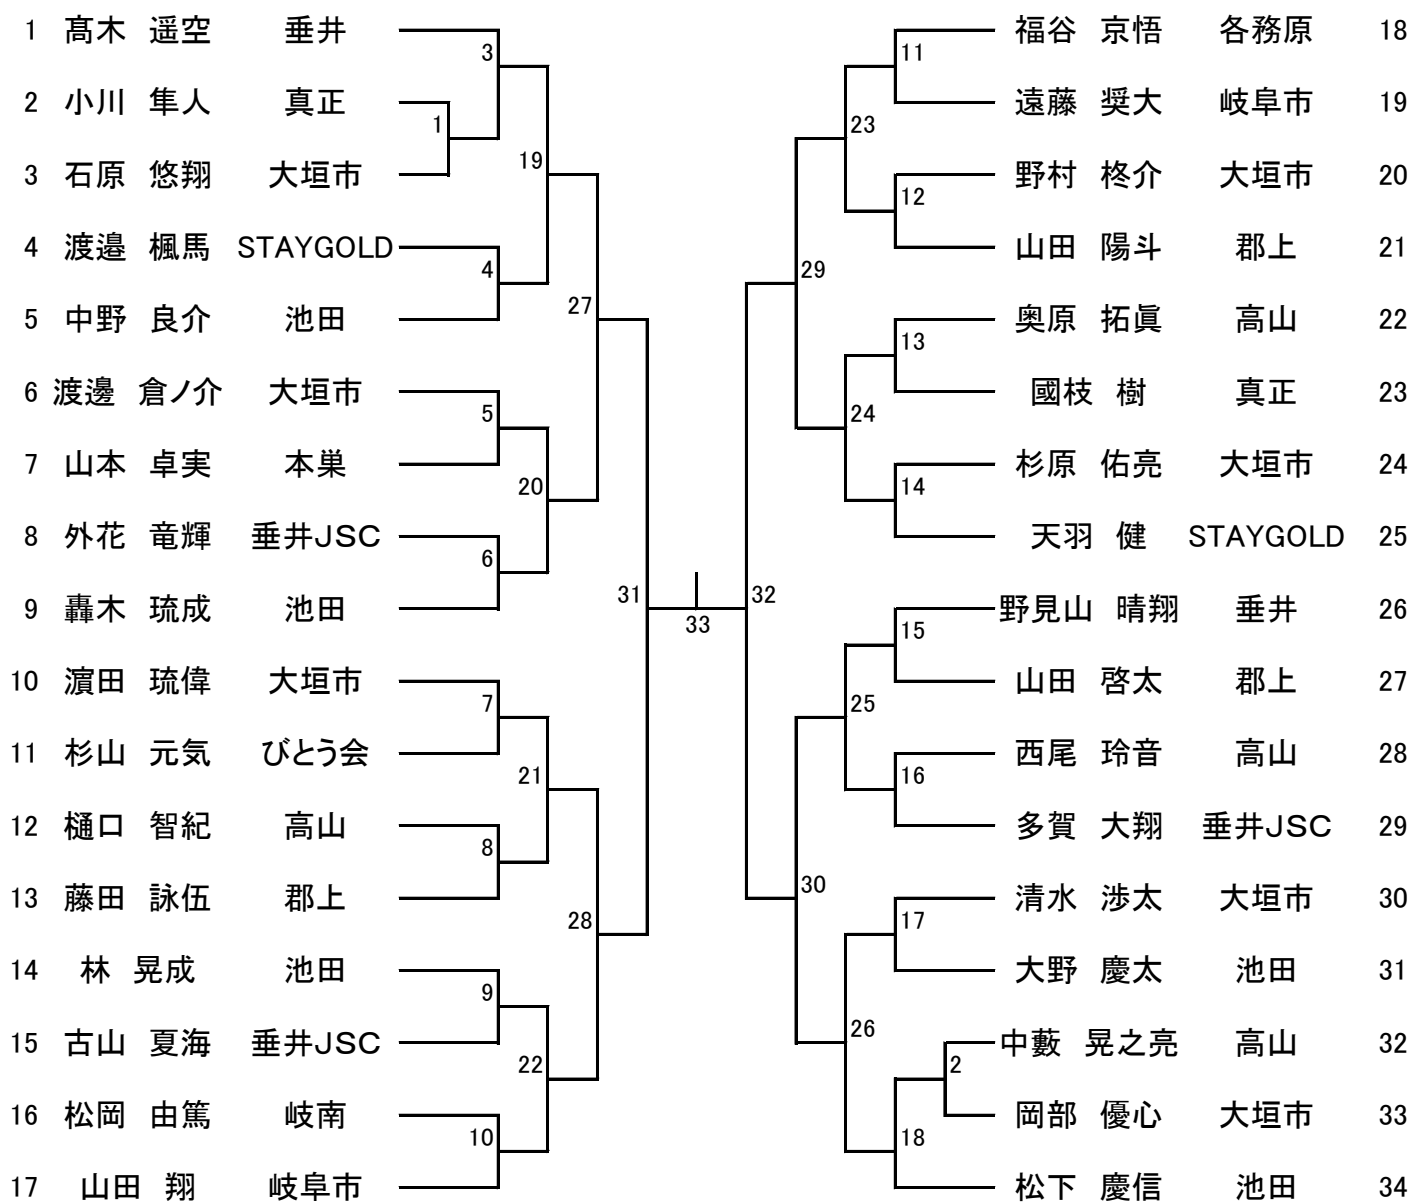 1 髙木 遥空 垂井
2 小川 隼人 真正
3 石原 悠翔 大垣市
4 渡邉 楓馬 STAYGOLD
5 中野 良介 池田
6 渡邊 倉ノ介 大垣市
7 山本 卓実 本巣
8 外花 竜輝 垂井JSC
9 轟木 琉成 池田
10 濵田 琉偉 大垣市
11 杉山 元気 びとう会
12 樋口 智紀 高山
13 藤田 詠伍 郡上
14 林 晃成 池田
15 古山 夏海 垂井JSC
16 松岡 由篤 岐南
17 山田 翔 岐阜市
3
1
19
4
27
5
20
6
31
7
21
8
28
9
22
10
33
32
11
23
12
29
13
24
14
15
25
16
30
17
26
2
18
福谷 京悟 各務原 18
遠藤 奨大 岐阜市 19
野村 柊介 大垣市 20
山田 陽斗 郡上 21
奥原 拓眞 高山 22
國枝 樹 真正 23
杉原 佑亮 大垣市 24
天羽 健 STAYGOLD 25
野見山 晴翔 垂井 26
山田 啓太 郡上 27
西尾 玲音 高山 28
多賀 大翔 垂井JSC 29
清水 渉太 大垣市 30
大野 慶太 池田 31
中藪 晃之亮 高山 32
岡部 優心 大垣市 33
松下 慶信 池田 34